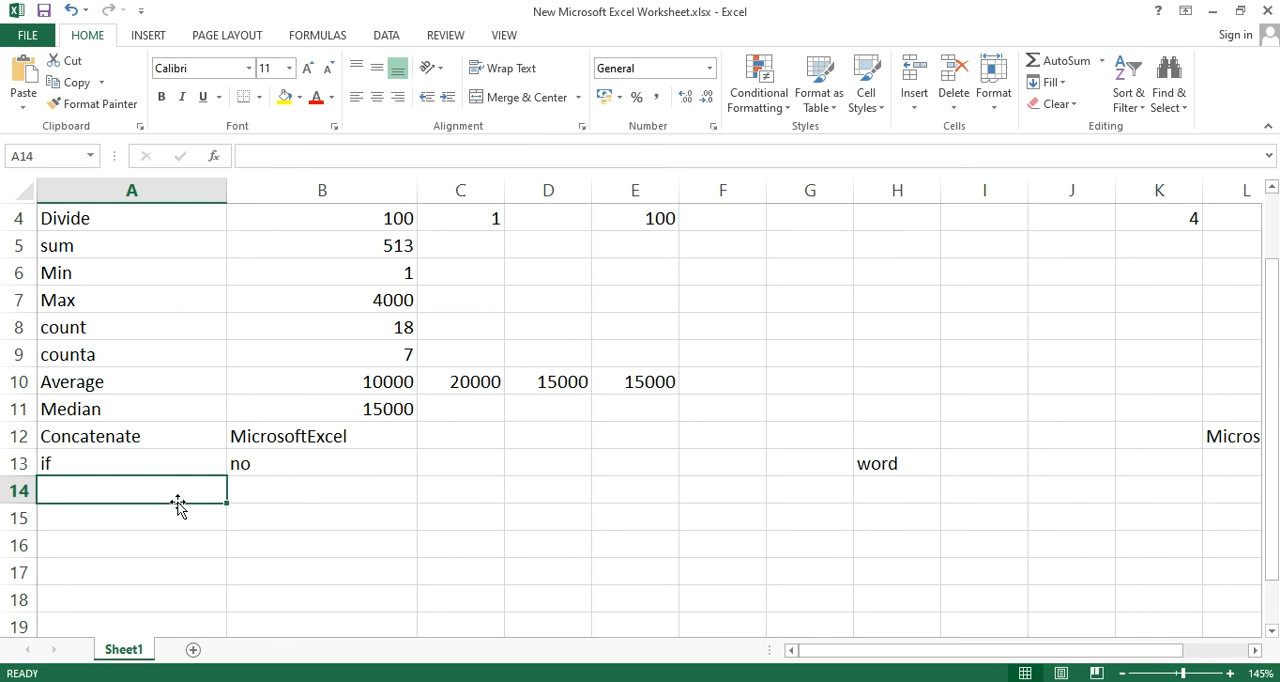 New Microsoft Excel Worksheet.xlsx - Excel
?
Sign in
FILE HOME INSERT PAGE LAYOUT FORMULAS DATA REVIEW VIEW
Paste
Cut
Copy
Format Painter
Clipboard
Calibri 11
B I U
Font
Wrap Text
Merge & Center
Alignment
General
%
Number
Conditional Formatting
Format as Table
Cell Styles
Styles
Insert
Delete
Format
Cells
AutoSum
Fill
Clear
Sort & Filter
Find & Select
Editing
A14
fx
A B C D E F G H I J K L
4 Divide 100 1 100 4
5 sum 513
6 Min 1
7 Max 4000
8 count 18
9 counta 7
10 Average 10000 20000 15000 15000
11 Median 15000
12 Concatenate MicrosoftExcel Micros
13 if no word
14
15
16
17
18
19
Sheet1
READY
145%